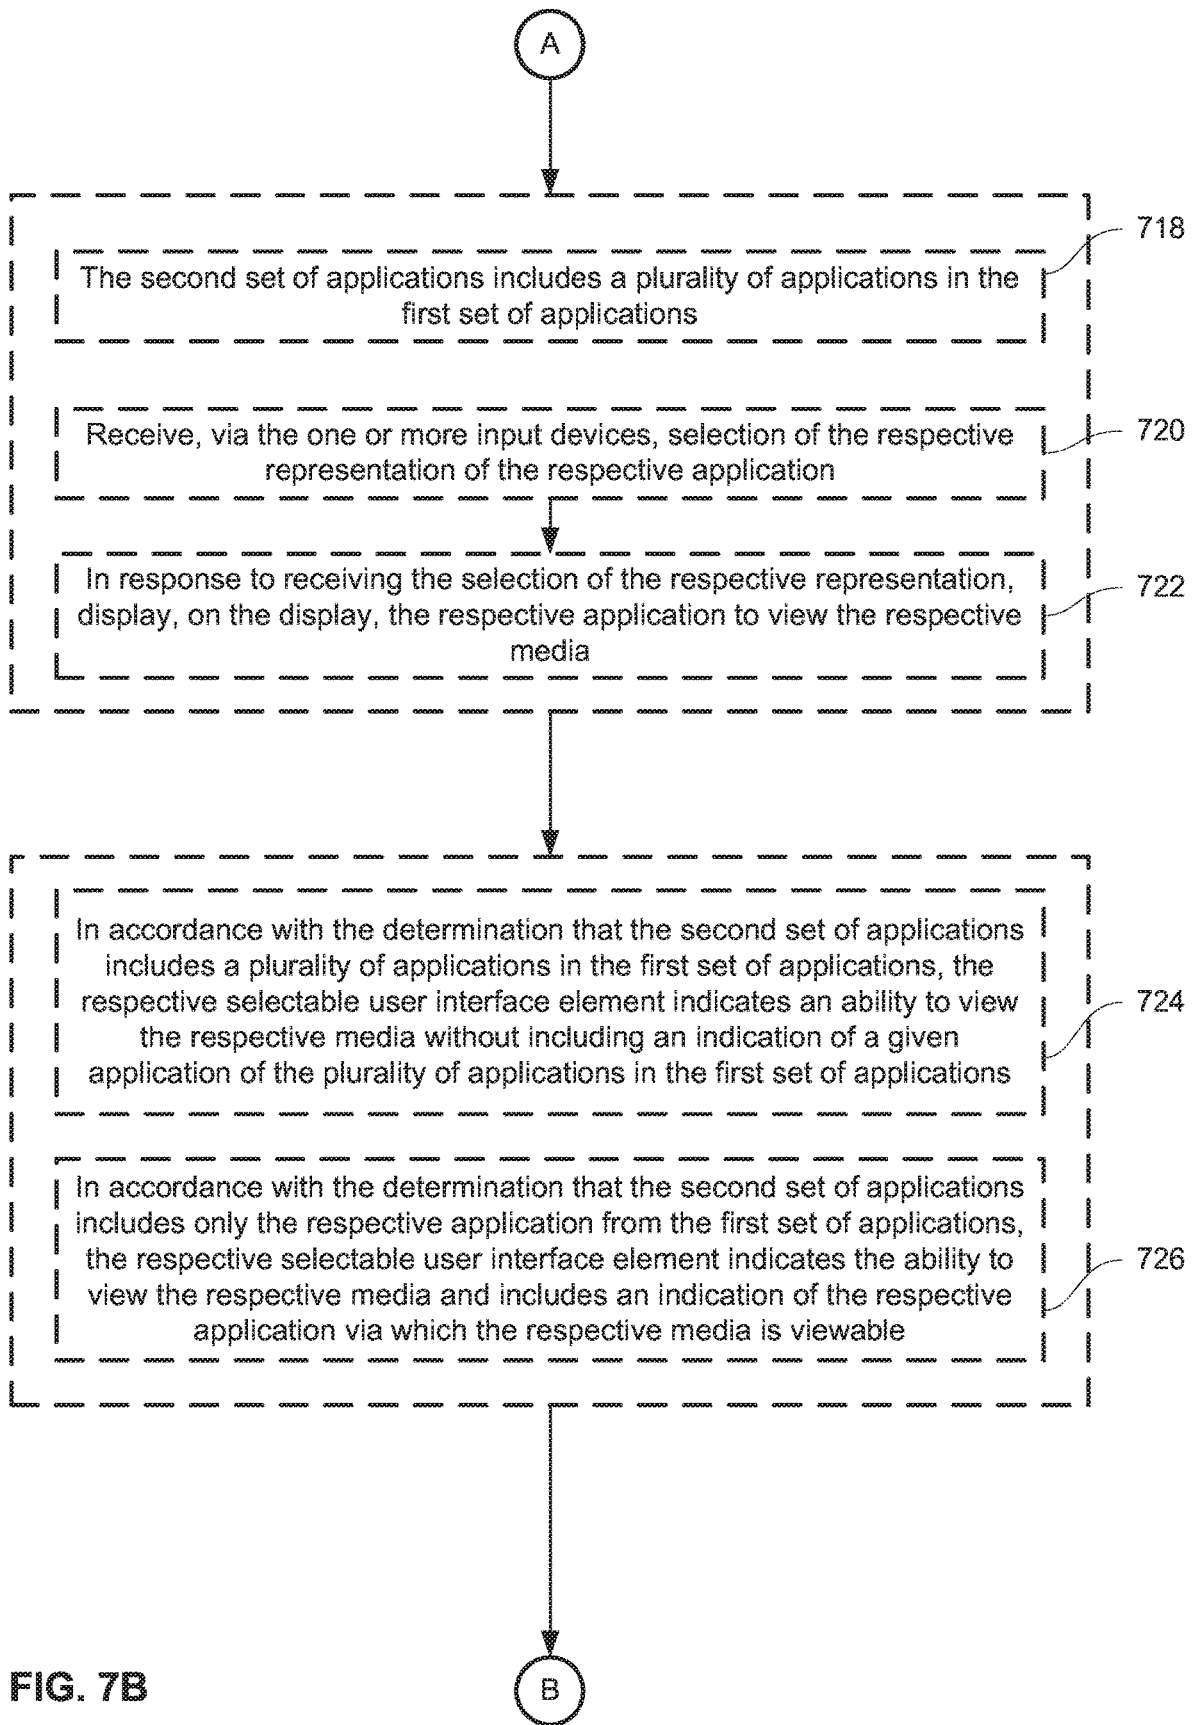 A
718
The second set of applications includes a plurality of applications in the
first set of applications
Receive, via the one or more input devices, selection of the respective
representation of the respective application
720
In response to receiving the selection of the respective representation,
display, on the display, the respective application to view the respective
media
722
In accordance with the determination that the second set of applications
includes a plurality of applications in the first set of applications, the
respective selectable user interface element indicates an ability to view
the respective media without including an indication of a given
application of the plurality of applications in the first set of applications
724
In accordance with the determination that the second set of applications
includes only the respective application from the first set of applications,
the respective selectable user interface element indicates the ability to
view the respective media and includes an indication of the respective
application via which the respective media is viewable
726
FIG. 7B
B